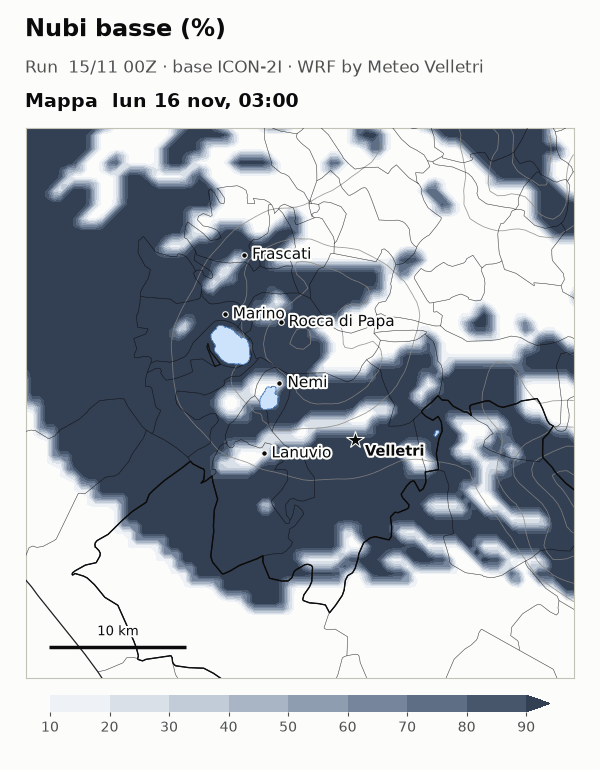 Nubi basse (%)
Run  15/11 00Z · base ICON-2I · WRF by Meteo Velletri
Mappa  lun 16 nov, 03:00
Frascati
Marino
Rocca di Papa
Nemi
Velletri
Lanuvio
10 km
10 20 30 40 50 60 70 80 90